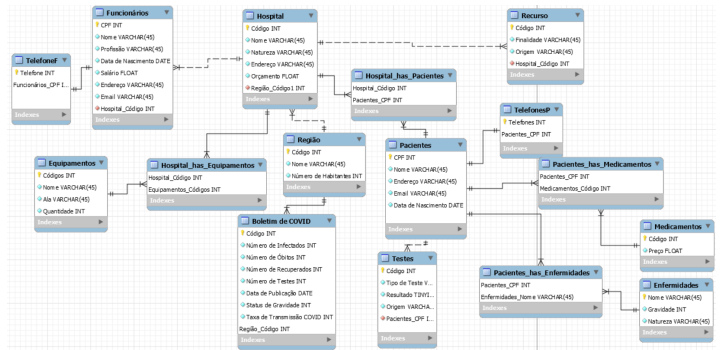 TelefoneF
Telefone INT
Funcionários_CPF I...
Indexes
Funcionários
CPF INT
Nome VARCHAR(45)
Profissão VARCHAR(45)
Data de Nascimento DATE
Salário FLOAT
Endereço VARCHAR(45)
Email VARCHAR(45)
Hospital_Código INT
Indexes
Hospital
Código INT
Nome VARCHAR(45)
Natureza VARCHAR(45)
Endereço VARCHAR(45)
Orçamento FLOAT
Região_Código1 INT
Indexes
Recurso
Código INT
Finalidade VARCHAR(45)
Origem VARCHAR(45)
Hospital_Código INT
Indexes
Hospital_has_Pacientes
Hospital_Código INT
Pacientes_CPF INT
Indexes
TelefonesP
Telefones INT
Pacientes_CPF INT
Indexes
Equipamentos
Códigos INT
Nome VARCHAR(45)
Ala VARCHAR(45)
Quantidade INT
Indexes
Hospital_has_Equipamentos
Hospital_Código INT
Equipamentos_Códigos INT
Indexes
Região
Código INT
Nome VARCHAR(45)
Número de Habitantes INT
Indexes
Pacientes
CPF INT
Nome VARCHAR(45)
Endereço VARCHAR(45)
Email VARCHAR(45)
Data de Nascimento DATE
Indexes
Pacientes_has_Medicamentos
Pacientes_CPF INT
Medicamentos_Código INT
Indexes
Boletim de COVID
Código INT
Número de Infectados INT
Número de Óbitos INT
Número de Recuperados INT
Número de Testes INT
Data de Publicação DATE
Status de Gravidade INT
Taxa de Transmissão COVID INT
Região_Código INT
Indexes
Testes
Código INT
Tipo de Teste V...
Resultado TINYI...
Origem VARCHA...
Pacientes_CPF I...
Indexes
Medicamentos
Código INT
Preço FLOAT
Indexes
Pacientes_has_Enfermidades
Pacientes_CPF INT
Enfermidades_Nome VARCHAR(45)
Indexes
Enfermidades
Nome VARCHAR(45)
Gravidade INT
Natureza VARCHAR(45)
Indexes